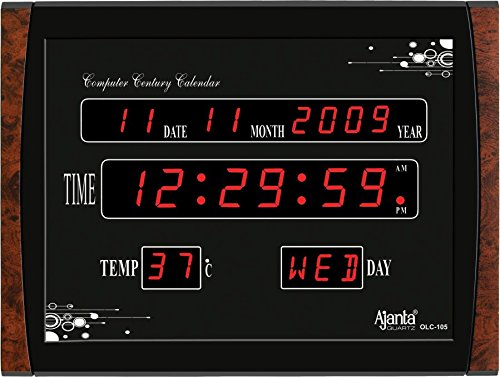 Computer Century Calendar
11 DATE 11 MONTH 2009 YEAR
TIME 12:29:59. AM PM
TEMP 37°C WED DAY
Ajanta
QUARTZ OLC-105